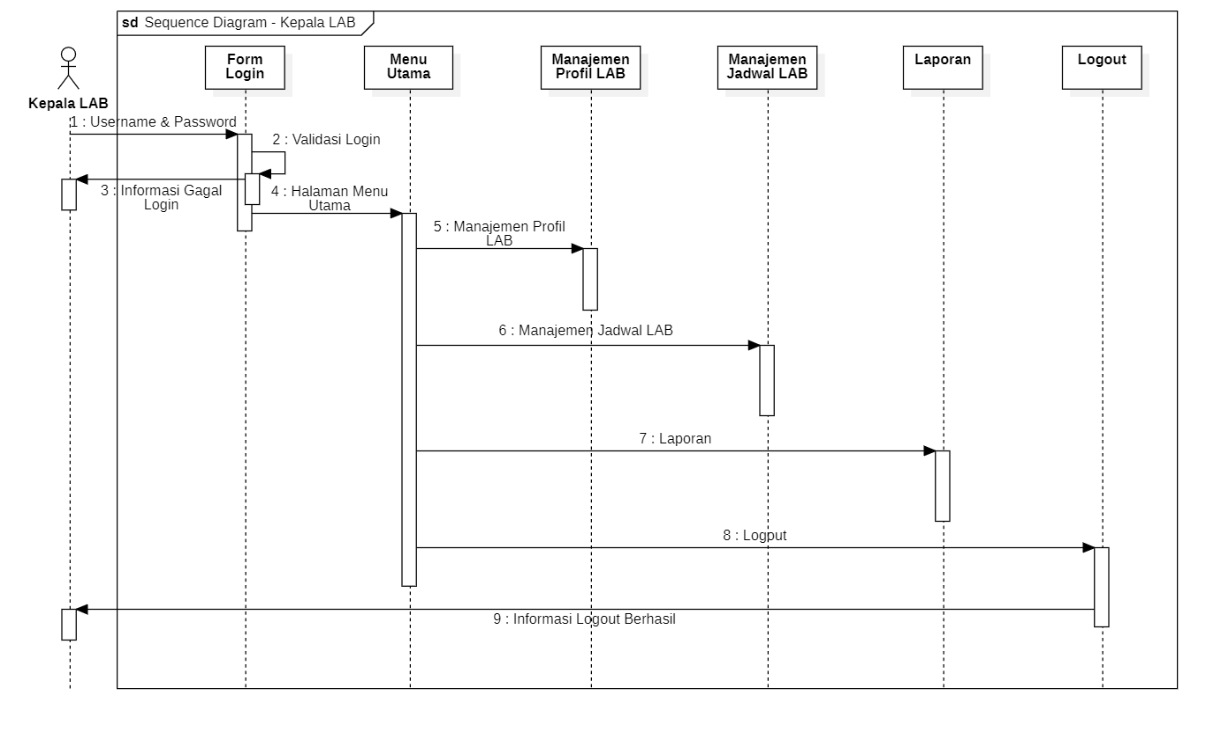 sd Sequence Diagram - Kepala LAB
Kepala LAB
Form
Login
Menu
Utama
Manajemen
Profil LAB
Manajemen
Jadwal LAB
Laporan
Logout
1 : Username & Password
2 : Validasi Login
3 : Informasi Gagal
Login
4 : Halaman Menu
Utama
5 : Manajemen Profil
LAB
6 : Manajemen Jadwal LAB
7 : Laporan
8 : Logput
9 : Informasi Logout Berhasil